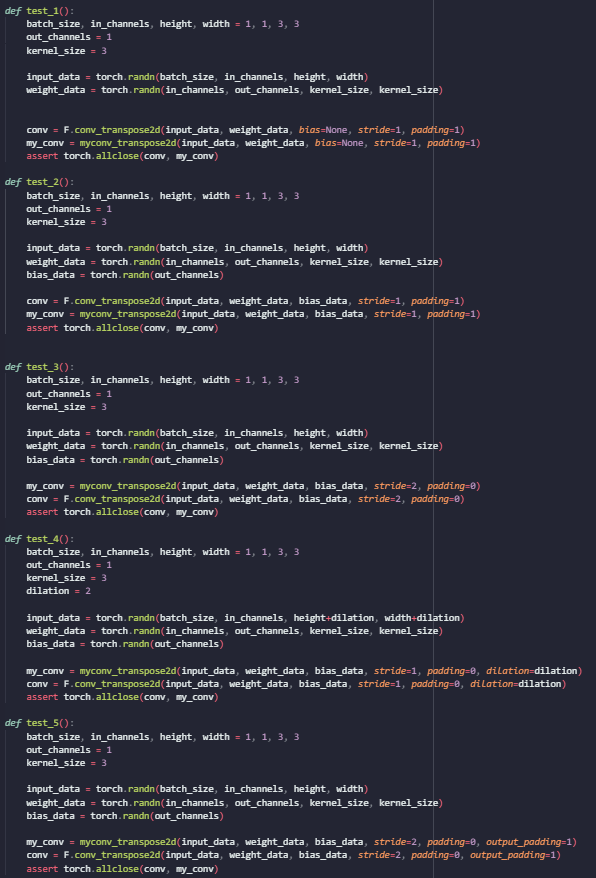 def test_1():
    batch_size, in_channels, height, width = 1, 1, 3, 3
    out_channels = 1
    kernel_size = 3

    input_data = torch.randn(batch_size, in_channels, height, width)
    weight_data = torch.randn(in_channels, out_channels, kernel_size, kernel_size)


    conv = F.conv_transpose2d(input_data, weight_data, bias=None, stride=1, padding=1)
    my_conv = myconv_transpose2d(input_data, weight_data, bias=None, stride=1, padding=1)
    assert torch.allclose(conv, my_conv)

def test_2():
    batch_size, in_channels, height, width = 1, 1, 3, 3
    out_channels = 1
    kernel_size = 3

    input_data = torch.randn(batch_size, in_channels, height, width)
    weight_data = torch.randn(in_channels, out_channels, kernel_size, kernel_size)
    bias_data = torch.randn(out_channels)

    conv = F.conv_transpose2d(input_data, weight_data, bias_data, stride=1, padding=1)
    my_conv = myconv_transpose2d(input_data, weight_data, bias_data, stride=1, padding=1)
    assert torch.allclose(conv, my_conv)


def test_3():
    batch_size, in_channels, height, width = 1, 1, 3, 3
    out_channels = 1
    kernel_size = 3

    input_data = torch.randn(batch_size, in_channels, height, width)
    weight_data = torch.randn(in_channels, out_channels, kernel_size, kernel_size)
    bias_data = torch.randn(out_channels)

    my_conv = myconv_transpose2d(input_data, weight_data, bias_data, stride=2, padding=0)
    conv = F.conv_transpose2d(input_data, weight_data, bias_data, stride=2, padding=0)
    assert torch.allclose(conv, my_conv)

def test_4():
    batch_size, in_channels, height, width = 1, 1, 3, 3
    out_channels = 1
    kernel_size = 3
    dilation = 2

    input_data = torch.randn(batch_size, in_channels, height+dilation, width+dilation)
    weight_data = torch.randn(in_channels, out_channels, kernel_size, kernel_size)
    bias_data = torch.randn(out_channels)

    my_conv = myconv_transpose2d(input_data, weight_data, bias_data, stride=1, padding=0, dilation=dilation)
    conv = F.conv_transpose2d(input_data, weight_data, bias_data, stride=1, padding=0, dilation=dilation)
    assert torch.allclose(conv, my_conv)

def test_5():
    batch_size, in_channels, height, width = 1, 1, 3, 3
    out_channels = 1
    kernel_size = 3

    input_data = torch.randn(batch_size, in_channels, height, width)
    weight_data = torch.randn(in_channels, out_channels, kernel_size, kernel_size)
    bias_data = torch.randn(out_channels)

    my_conv = myconv_transpose2d(input_data, weight_data, bias_data, stride=2, padding=0, output_padding=1)
    conv = F.conv_transpose2d(input_data, weight_data, bias_data, stride=2, padding=0, output_padding=1)
    assert torch.allclose(conv, my_conv)